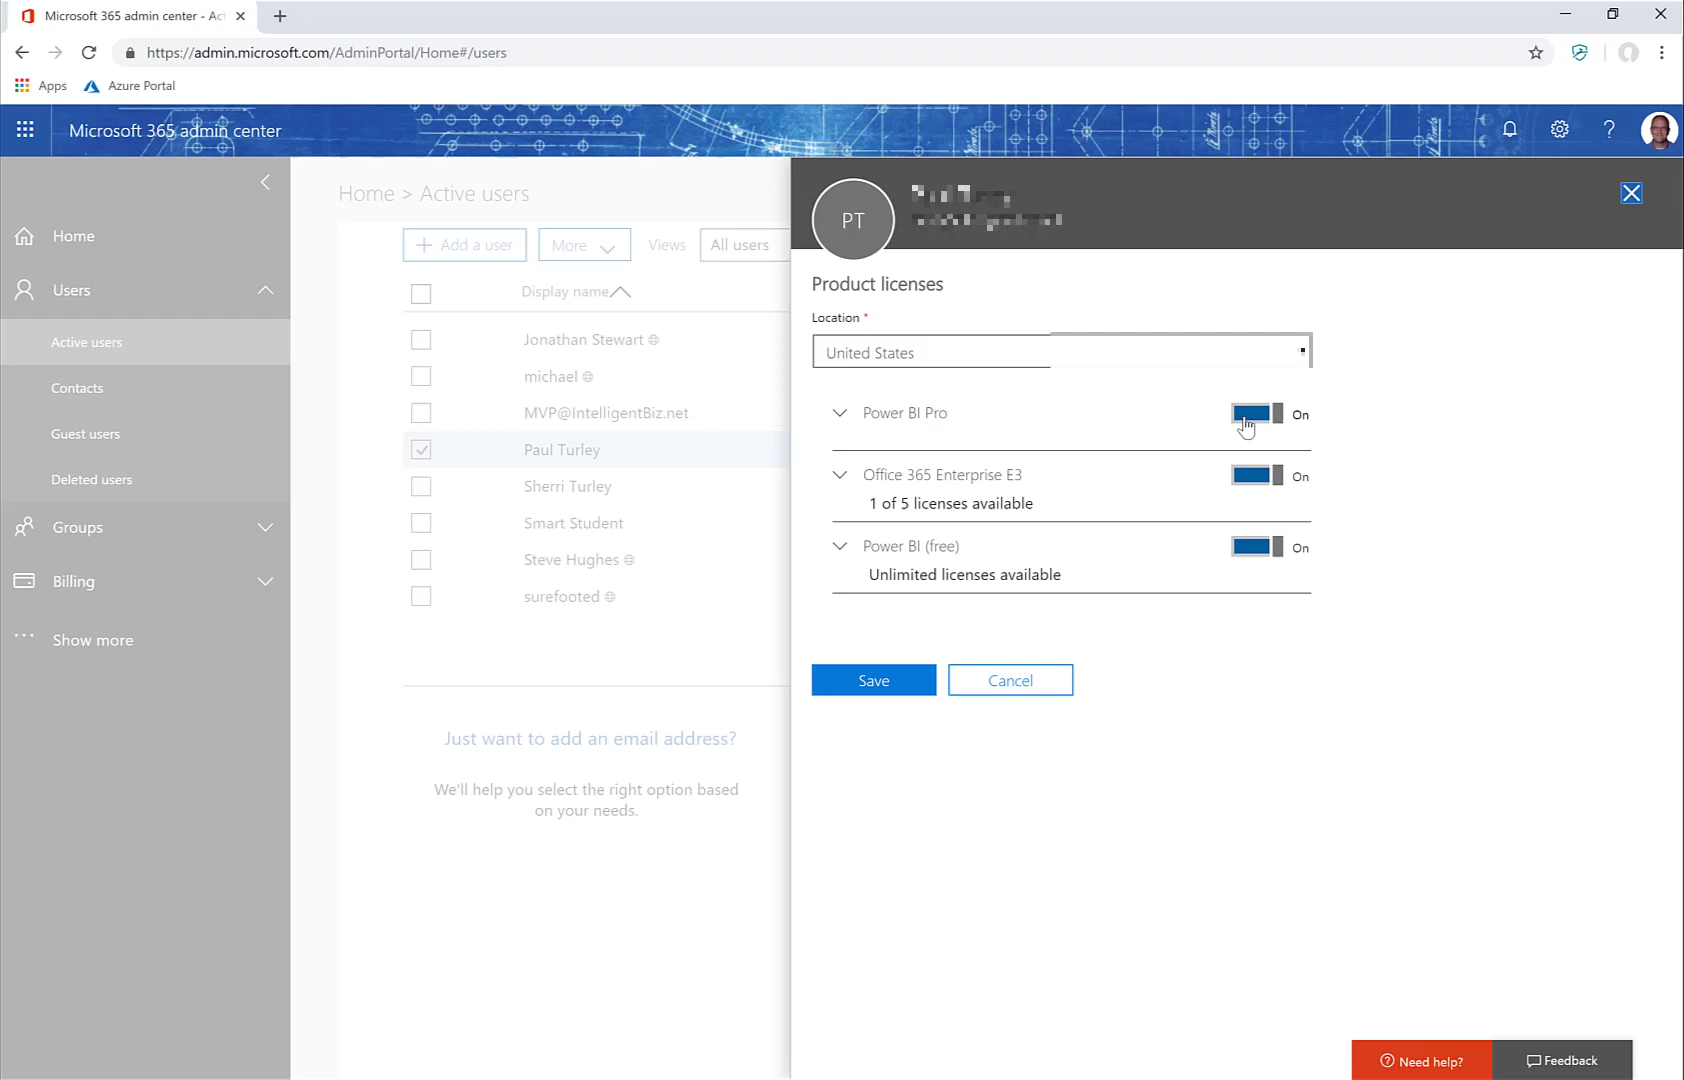 Microsoft 365 admin center - Ac
https://admin.microsoft.com/AdminPortal/Home#/users
Apps
Azure Portal
Microsoft 365 admin center
?
Home
Users
Active users
Contacts
Guest users
Deleted users
Groups
Billing
Show more
Home > Active users
+ Add a user
More
Views
All users
Display name
Jonathan Stewart
michael
MVP@IntelligentBiz.net
Paul Turley
Sherri Turley
Smart Student
Steve Hughes
surefooted
Just want to add an email address?
We'll help you select the right option based
on your needs.
PT
Product licenses
Location *
United States
Power BI Pro
On
Office 365 Enterprise E3
On
1 of 5 licenses available
Power BI (free)
On
Unlimited licenses available
Save
Cancel
Need help?
Feedback